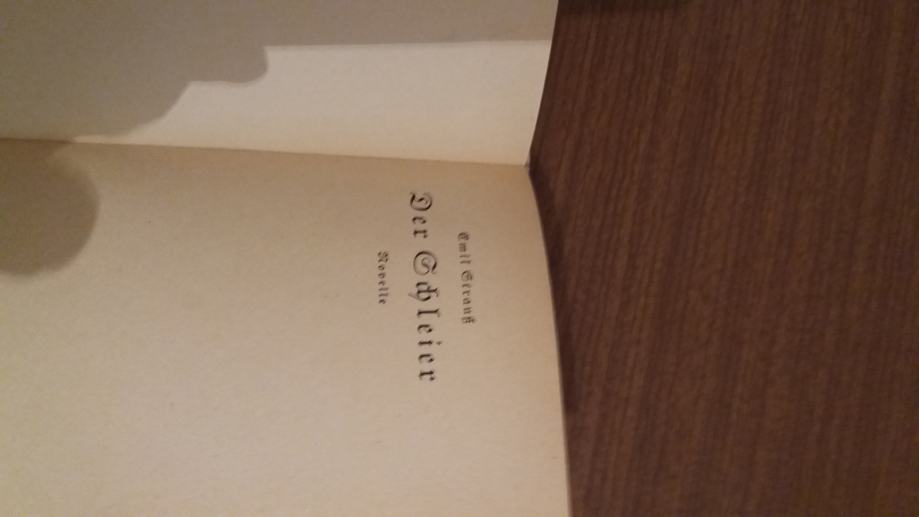 Emil Strauß
Der Schleier
Novelle